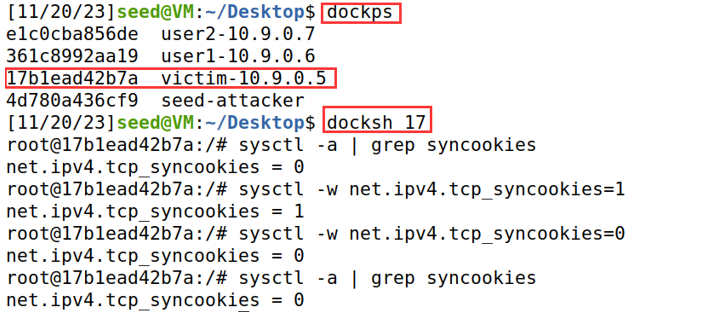 [11/20/23]seed@VM:~/Desktop$ dockps
e1c0cba856de  user2-10.9.0.7
361c8992aa19  user1-10.9.0.6
17b1ead42b7a  victim-10.9.0.5
4d780a436cf9  seed-attacker
[11/20/23]seed@VM:~/Desktop$ docksh 17
root@17b1ead42b7a:/# sysctl -a | grep syncookies
net.ipv4.tcp_syncookies = 0
root@17b1ead42b7a:/# sysctl -w net.ipv4.tcp_syncookies=1
net.ipv4.tcp_syncookies = 1
root@17b1ead42b7a:/# sysctl -w net.ipv4.tcp_syncookies=0
net.ipv4.tcp_syncookies = 0
root@17b1ead42b7a:/# sysctl -a | grep syncookies
net.ipv4.tcp_syncookies = 0